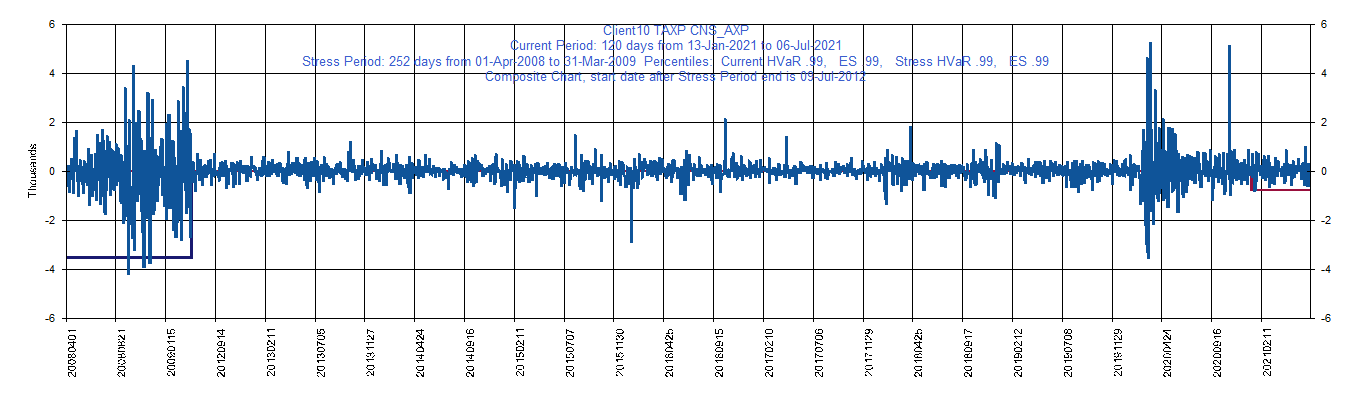 Client10 TAXP CNS_AXP
Current Period: 120 days from 13-Jan-2021 to 06-Jul-2021
Stress Period: 252 days from 01-Apr-2008 to 31-Mar-2009 Percentiles: Current HVaR .99, ES .99, Stress HVaR .99, ES .99
Composite Chart, start date after Stress Period end is 09-Jul-2012
6 6
4 4
2 2
0 0
-2 -2
-4 -4
-6 -6
Thousands
20080401 20080821 20090115 20120914 20130211 20130705 20131127 20140424 20140916 20150211 20150707 20151130 20160425 20160915 20170210 20170706 20171129 20180425 20180917 20190212 20190708 20191129 20200424 20200916 20210211